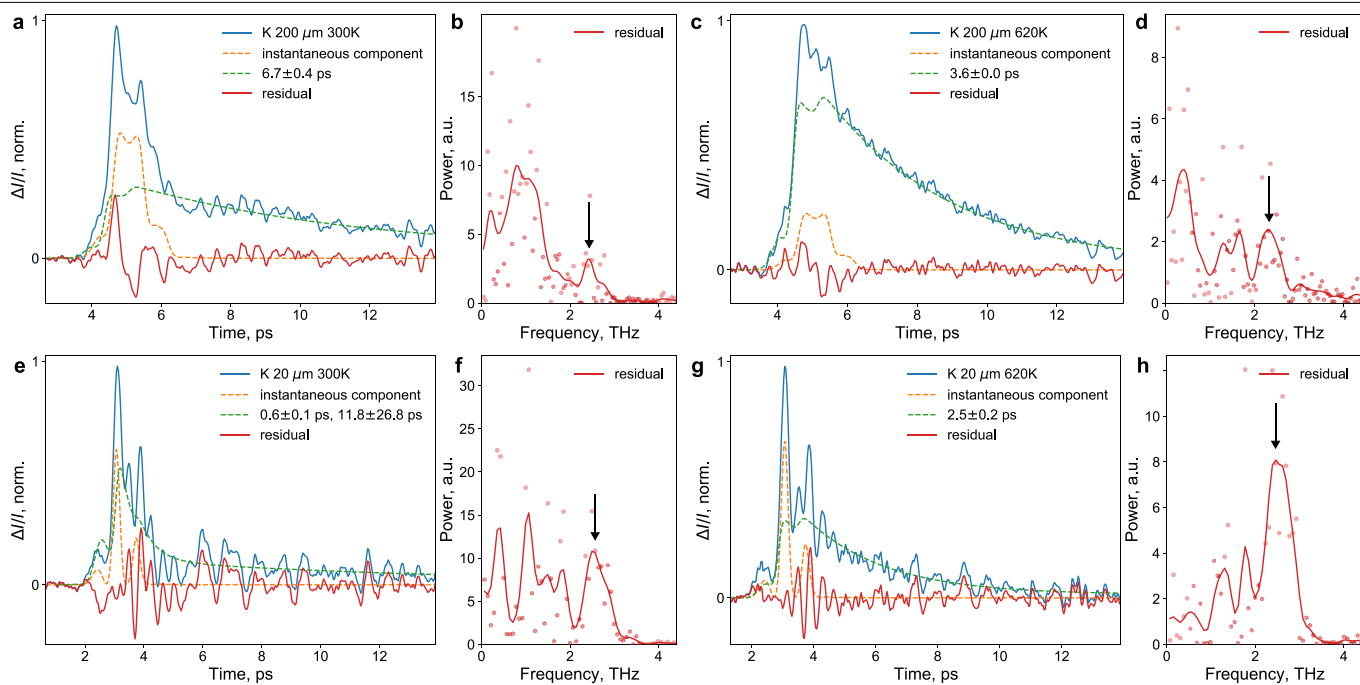 a
1
0
ΔI/I, norm.
K 200 μm 300K
instantaneous component
6.7±0.4 ps
residual
4 6 8 10 12
Time, ps
b
residual
15
10
5
0
Power, a.u.
0 2 4
Frequency, THz
c
1
0
ΔI/I, norm.
K 200 μm 620K
instantaneous component
3.6±0.0 ps
residual
4 6 8 10 12
Time, ps
d
residual
8
6
4
2
0
Power, a.u.
0 2 4
Frequency, THz
e
1
0
ΔI/I, norm.
K 20 μm 300K
instantaneous component
0.6±0.1 ps, 11.8±26.8 ps
residual
2 4 6 8 10 12
Time, ps
f
residual
30
25
20
15
10
5
0
Power, a.u.
0 2 4
Frequency, THz
g
1
0
ΔI/I, norm.
K 20 μm 620K
instantaneous component
2.5±0.2 ps
residual
2 4 6 8 10 12
Time, ps
h
residual
10
8
6
4
2
0
Power, a.u.
0 2 4
Frequency, THz